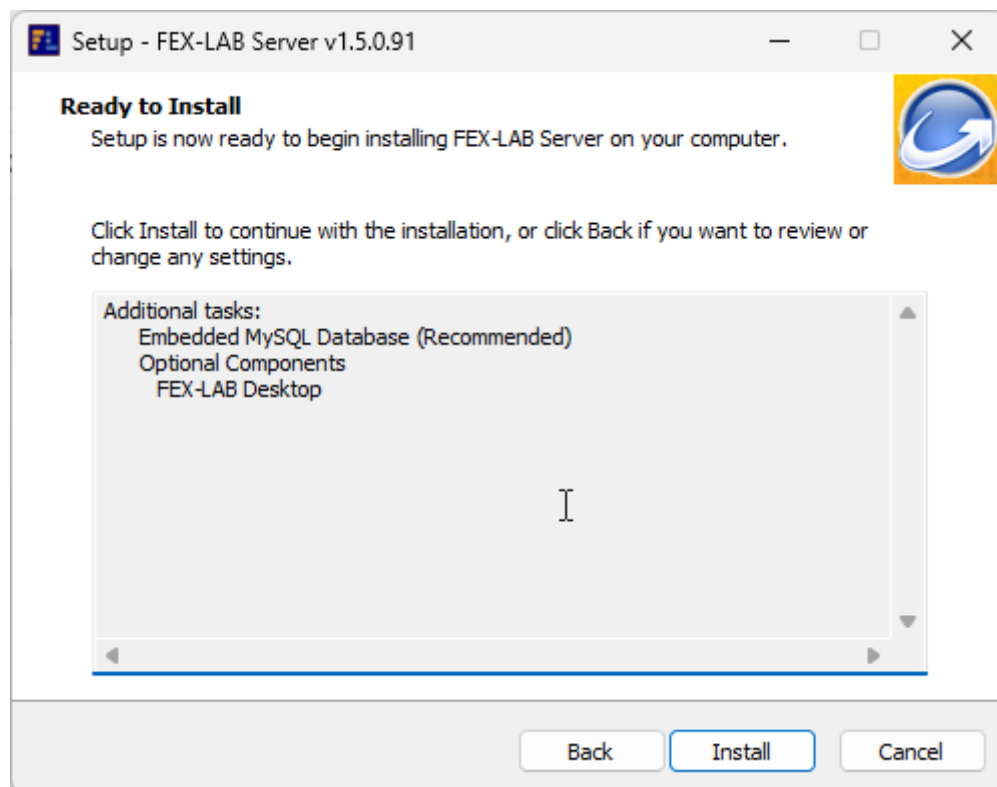 Setup - FEX-LAB Server v1.5.0.91
Ready to Install
Setup is now ready to begin installing FEX-LAB Server on your computer.
Click Install to continue with the installation, or click Back if you want to review or
change any settings.
Additional tasks:
Embedded MySQL Database (Recommended)
Optional Components
FEX-LAB Desktop
Back
Install
Cancel